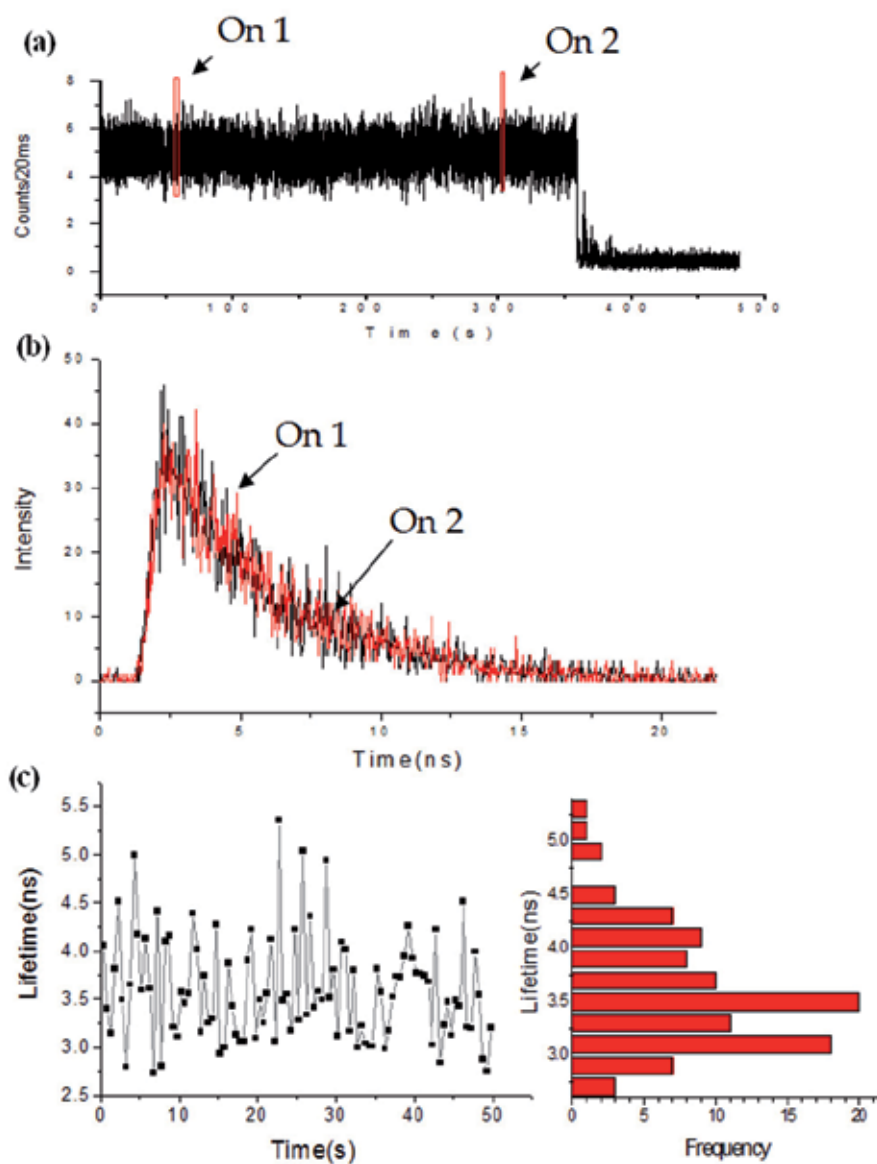 (a)
On 1
On 2
8
6
4
2
0
Counts/20ms
0 100 200 300 400 500
Time(s)
(b)
50
40
30
20
10
0
Intensity
On 1
On 2
0 5 10 15 20
Time(ns)
(c)
5.5
5.0
4.5
4.0
3.5
3.0
2.5
Lifetime(ns)
0 10 20 30 40 50
Time(s)
5.0
4.5
4.0
3.5
3.0
Lifetime(ns)
0 5 10 15 20
Frequency